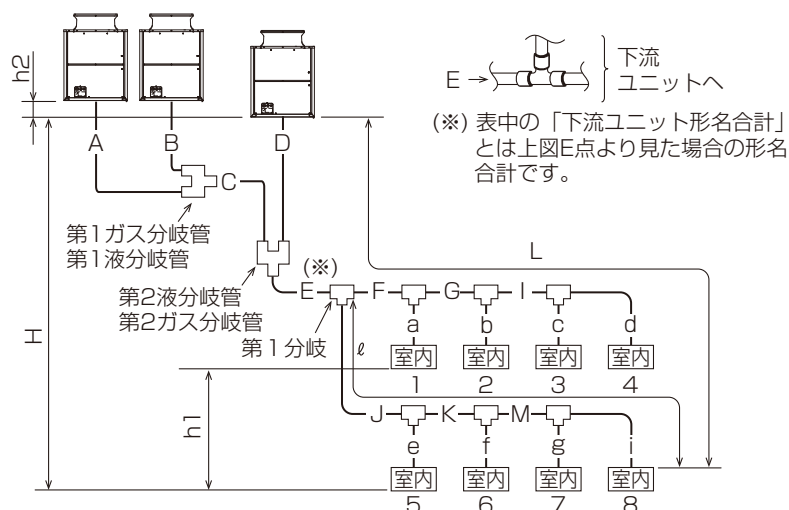 h2
A
B
D
C
E
下流
ユニットへ
(※) 表中の「下流ユニット形名合計」
とは上図E点より見た場合の形名
合計です。
第1ガス分岐管
第1液分岐管
第2液分岐管
第2ガス分岐管
第1分岐
(※)
L
H
E
F
G
I
ℓ
a
b
c
d
室内
室内
室内
室内
1
2
3
4
h1
J
K
M
e
f
g
i
室内
室内
室内
室内
5
6
7
8